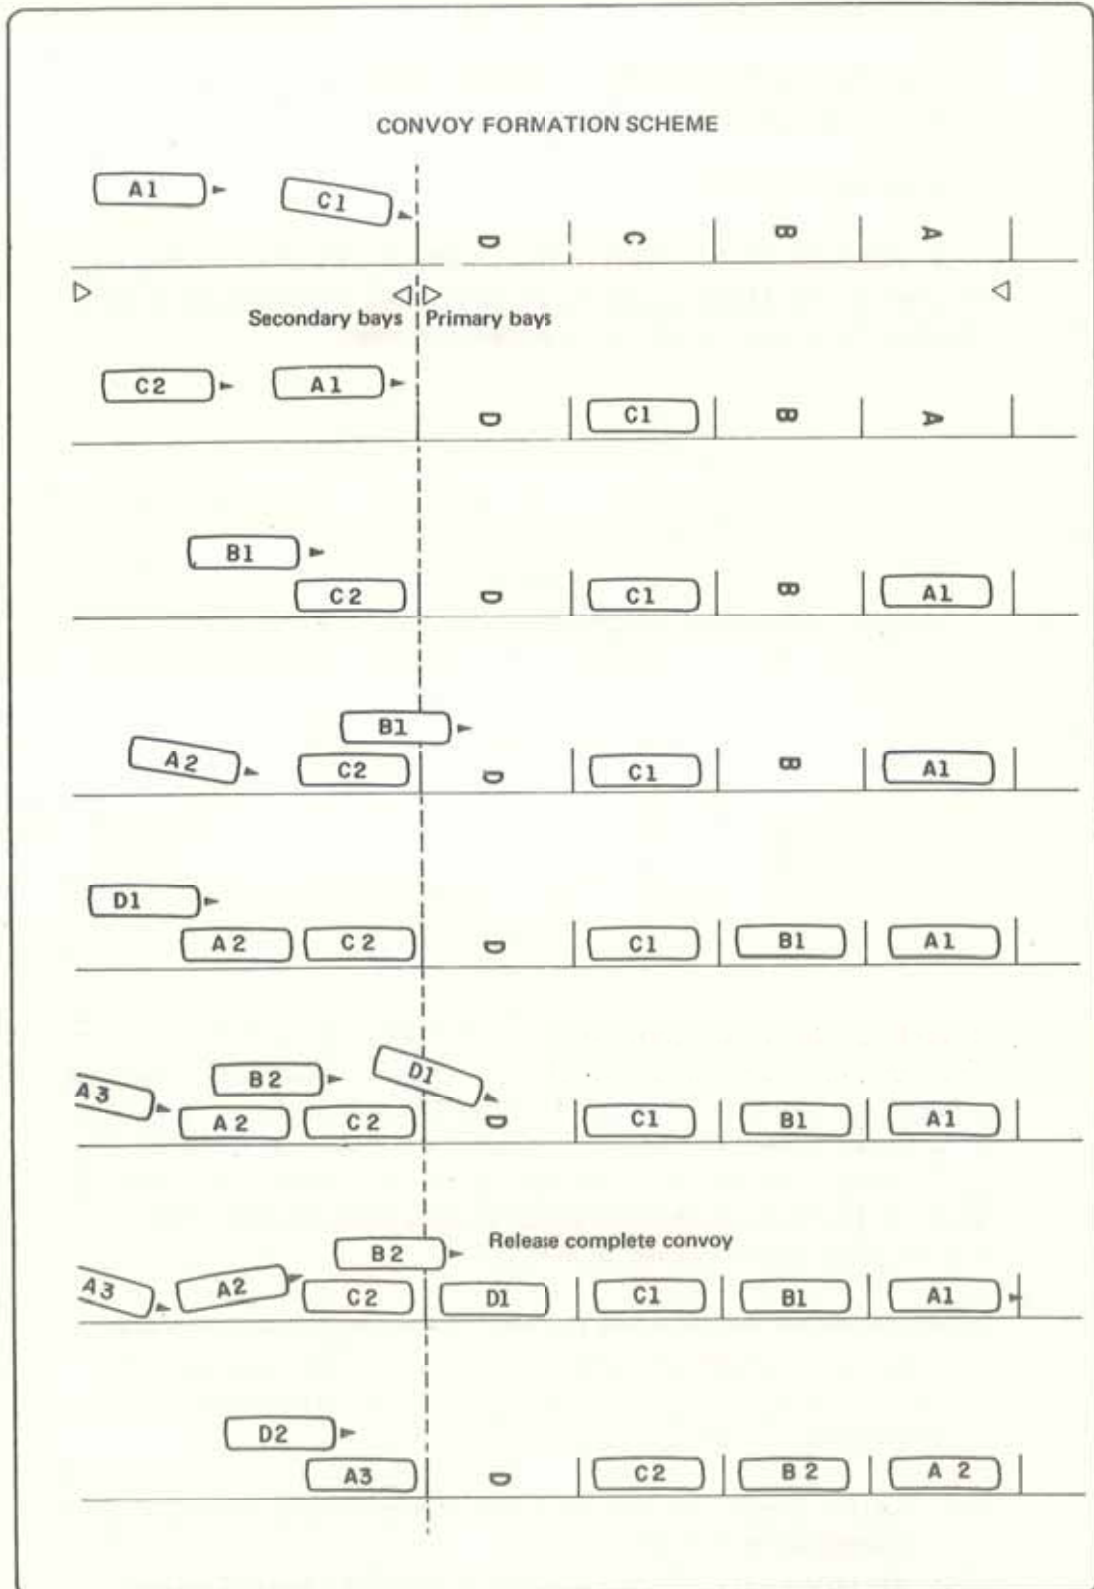 CONVOY FORMATION SCHEME
A1 C1
D C B A
Secondary bays Primary bays
C2 A1
D C1 B A
B1
C2 D C1 B A1
B1
A2 C2 D C1 B A1
D1
A2 C2 D C1 B1 A1
A3 B2 D1
A2 C2 D C1 B1 A1
B2 Release complete convoy
A3 A2 C2 D1 C1 B1 A1
D2
A3 D C2 B2 A2